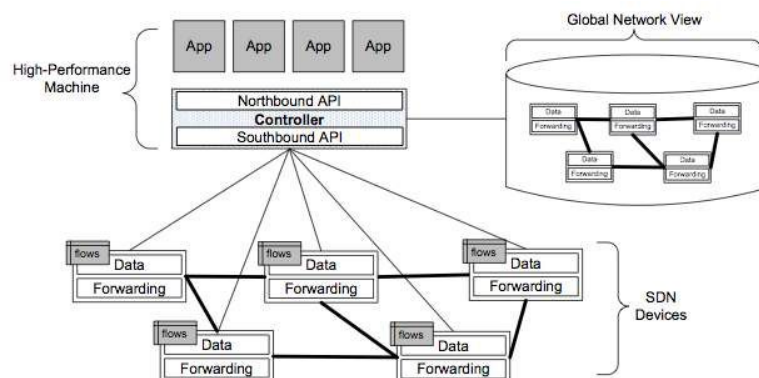 Global Network View
App App App App
High-Performance
Machine
Northbound API
Controller
Southbound API
Data Data Data
Forwarding Forwarding Forwarding
Data Data
Forwarding Forwarding
flows flows flows
Data Data Data
Forwarding Forwarding Forwarding
SDN
Devices
flows flows
Data Data
Forwarding Forwarding